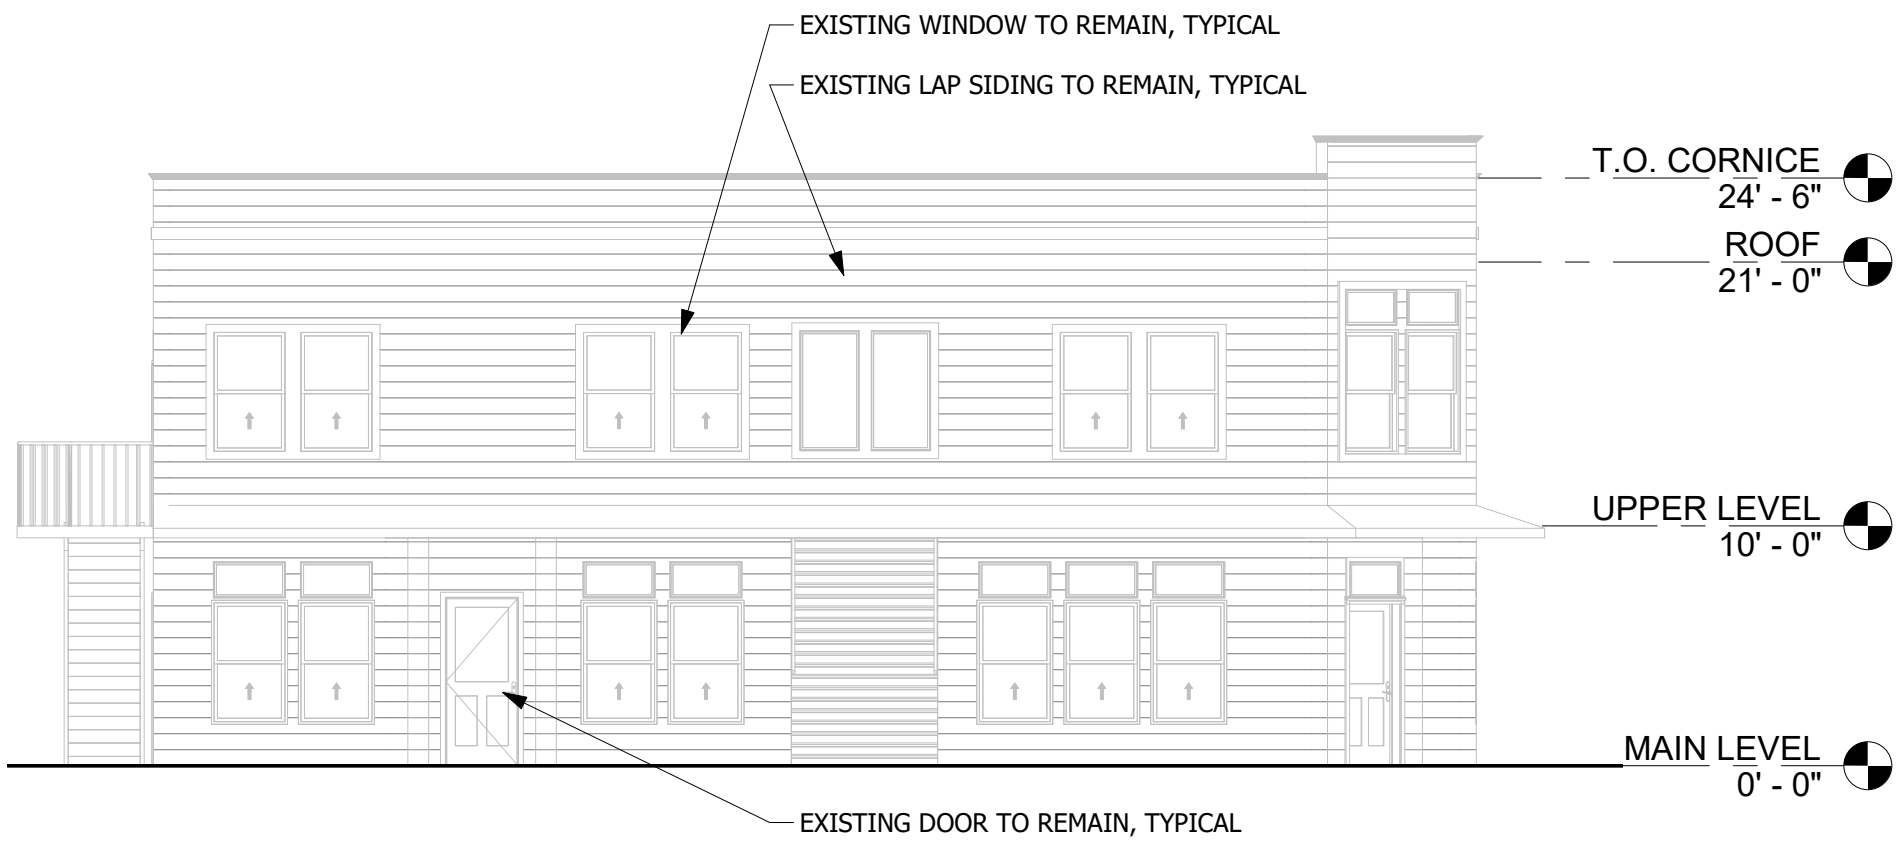 EXISTING WINDOW TO REMAIN, TYPICAL
EXISTING LAP SIDING TO REMAIN, TYPICAL
T.O. CORNICE
24' - 6"
ROOF
21' - 0"
UPPER LEVEL
10' - 0"
MAIN LEVEL
0' - 0"
EXISTING DOOR TO REMAIN, TYPICAL